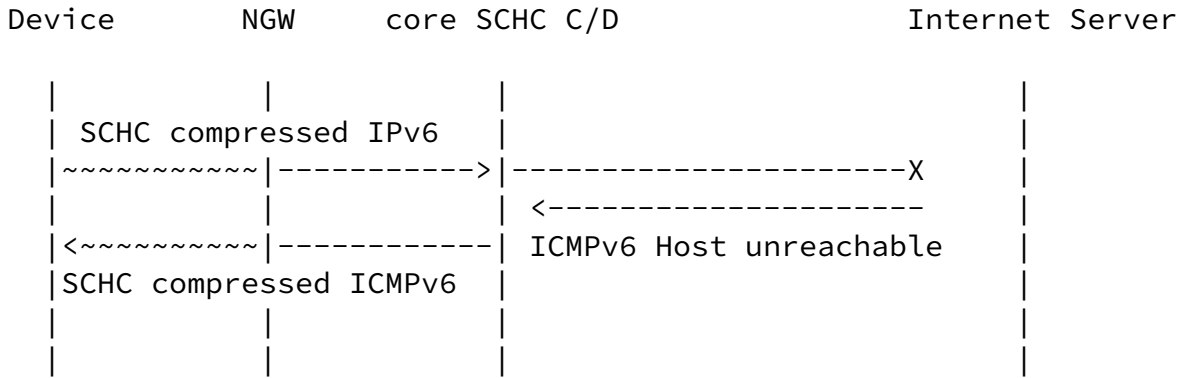 Device NGW core SCHC C/D Internet Server
SCHC compressed IPv6
ICMPv6 Host unreachable
SCHC compressed ICMPv6